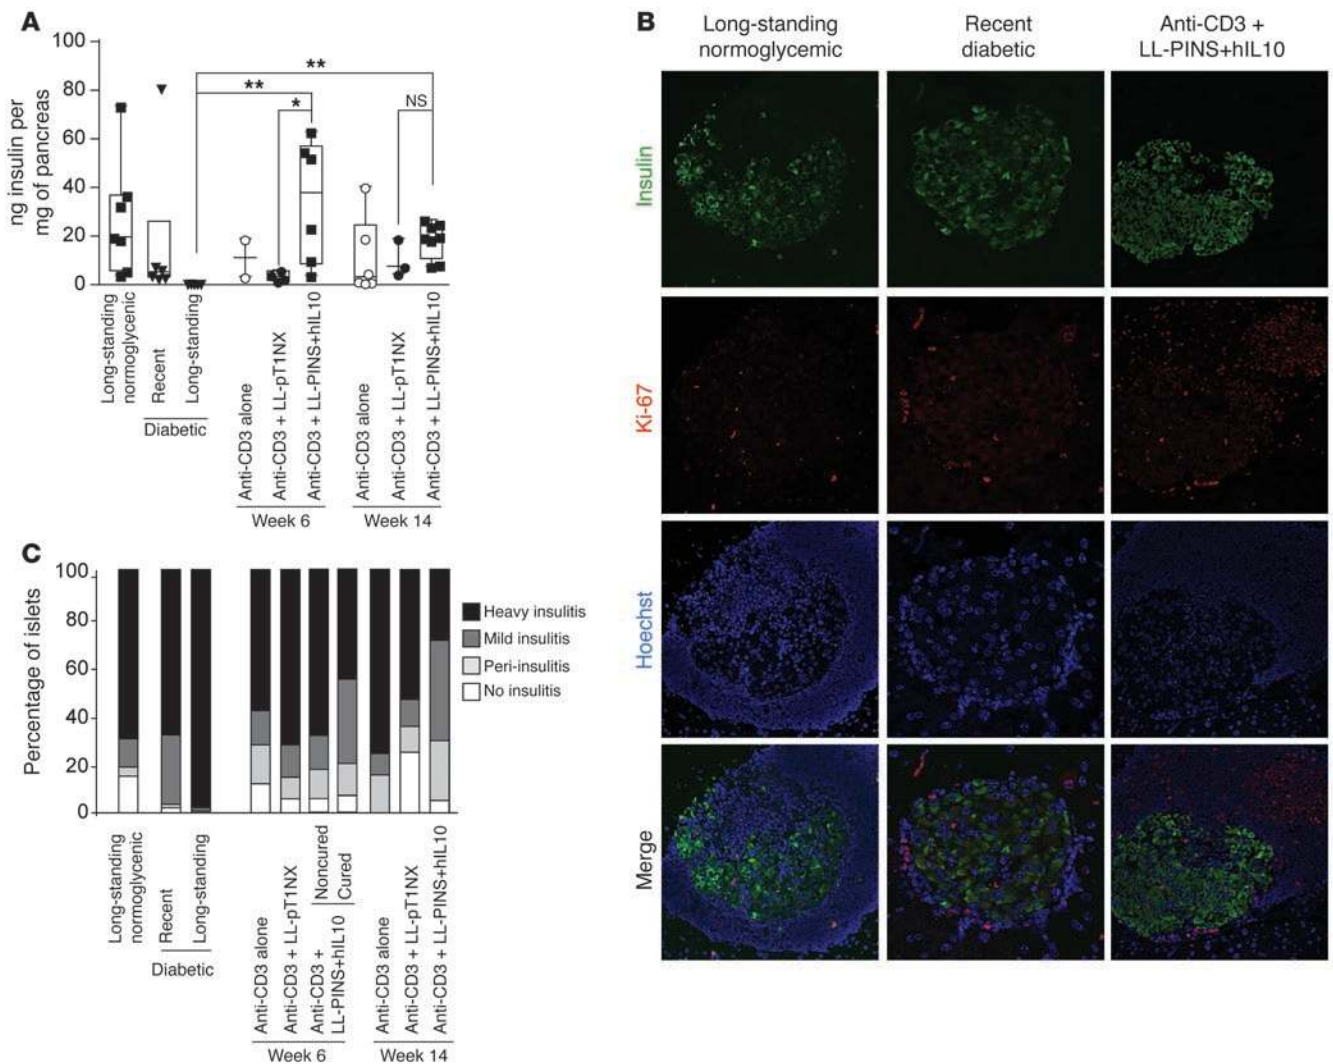 A
ng insulin per
mg of pancreas
100
80
60
40
20
0
**
**
*
NS
Long-standing
normoglycenic
Recent
Long-standing
Diabetic
Anti-CD3 alone
Anti-CD3 + LL-pT1NX
Anti-CD3 + LL-PINS+hIL10
Week 6
Anti-CD3 alone
Anti-CD3 + LL-pT1NX
Anti-CD3 + LL-PINS+hIL10
Week 14
B
Long-standing
normoglycemic
Recent
diabetic
Anti-CD3 +
LL-PINS+hIL10
Insulin
Ki-67
Hoechst
Merge
C
Percentage of islets
100
80
60
40
20
0
Heavy insulitis
Mild insulitis
Peri-insulitis
No insulitis
Long-standing
normoglycemic
Recent
Long-standing
Diabetic
Anti-CD3 alone
Anti-CD3 + LL-pT1NX
Noncured
Cured
Anti-CD3 +
LL-PINS+hIL10
Week 6
Anti-CD3 alone
Anti-CD3 + LL-pT1NX
Anti-CD3 + LL-PINS+hIL10
Week 14